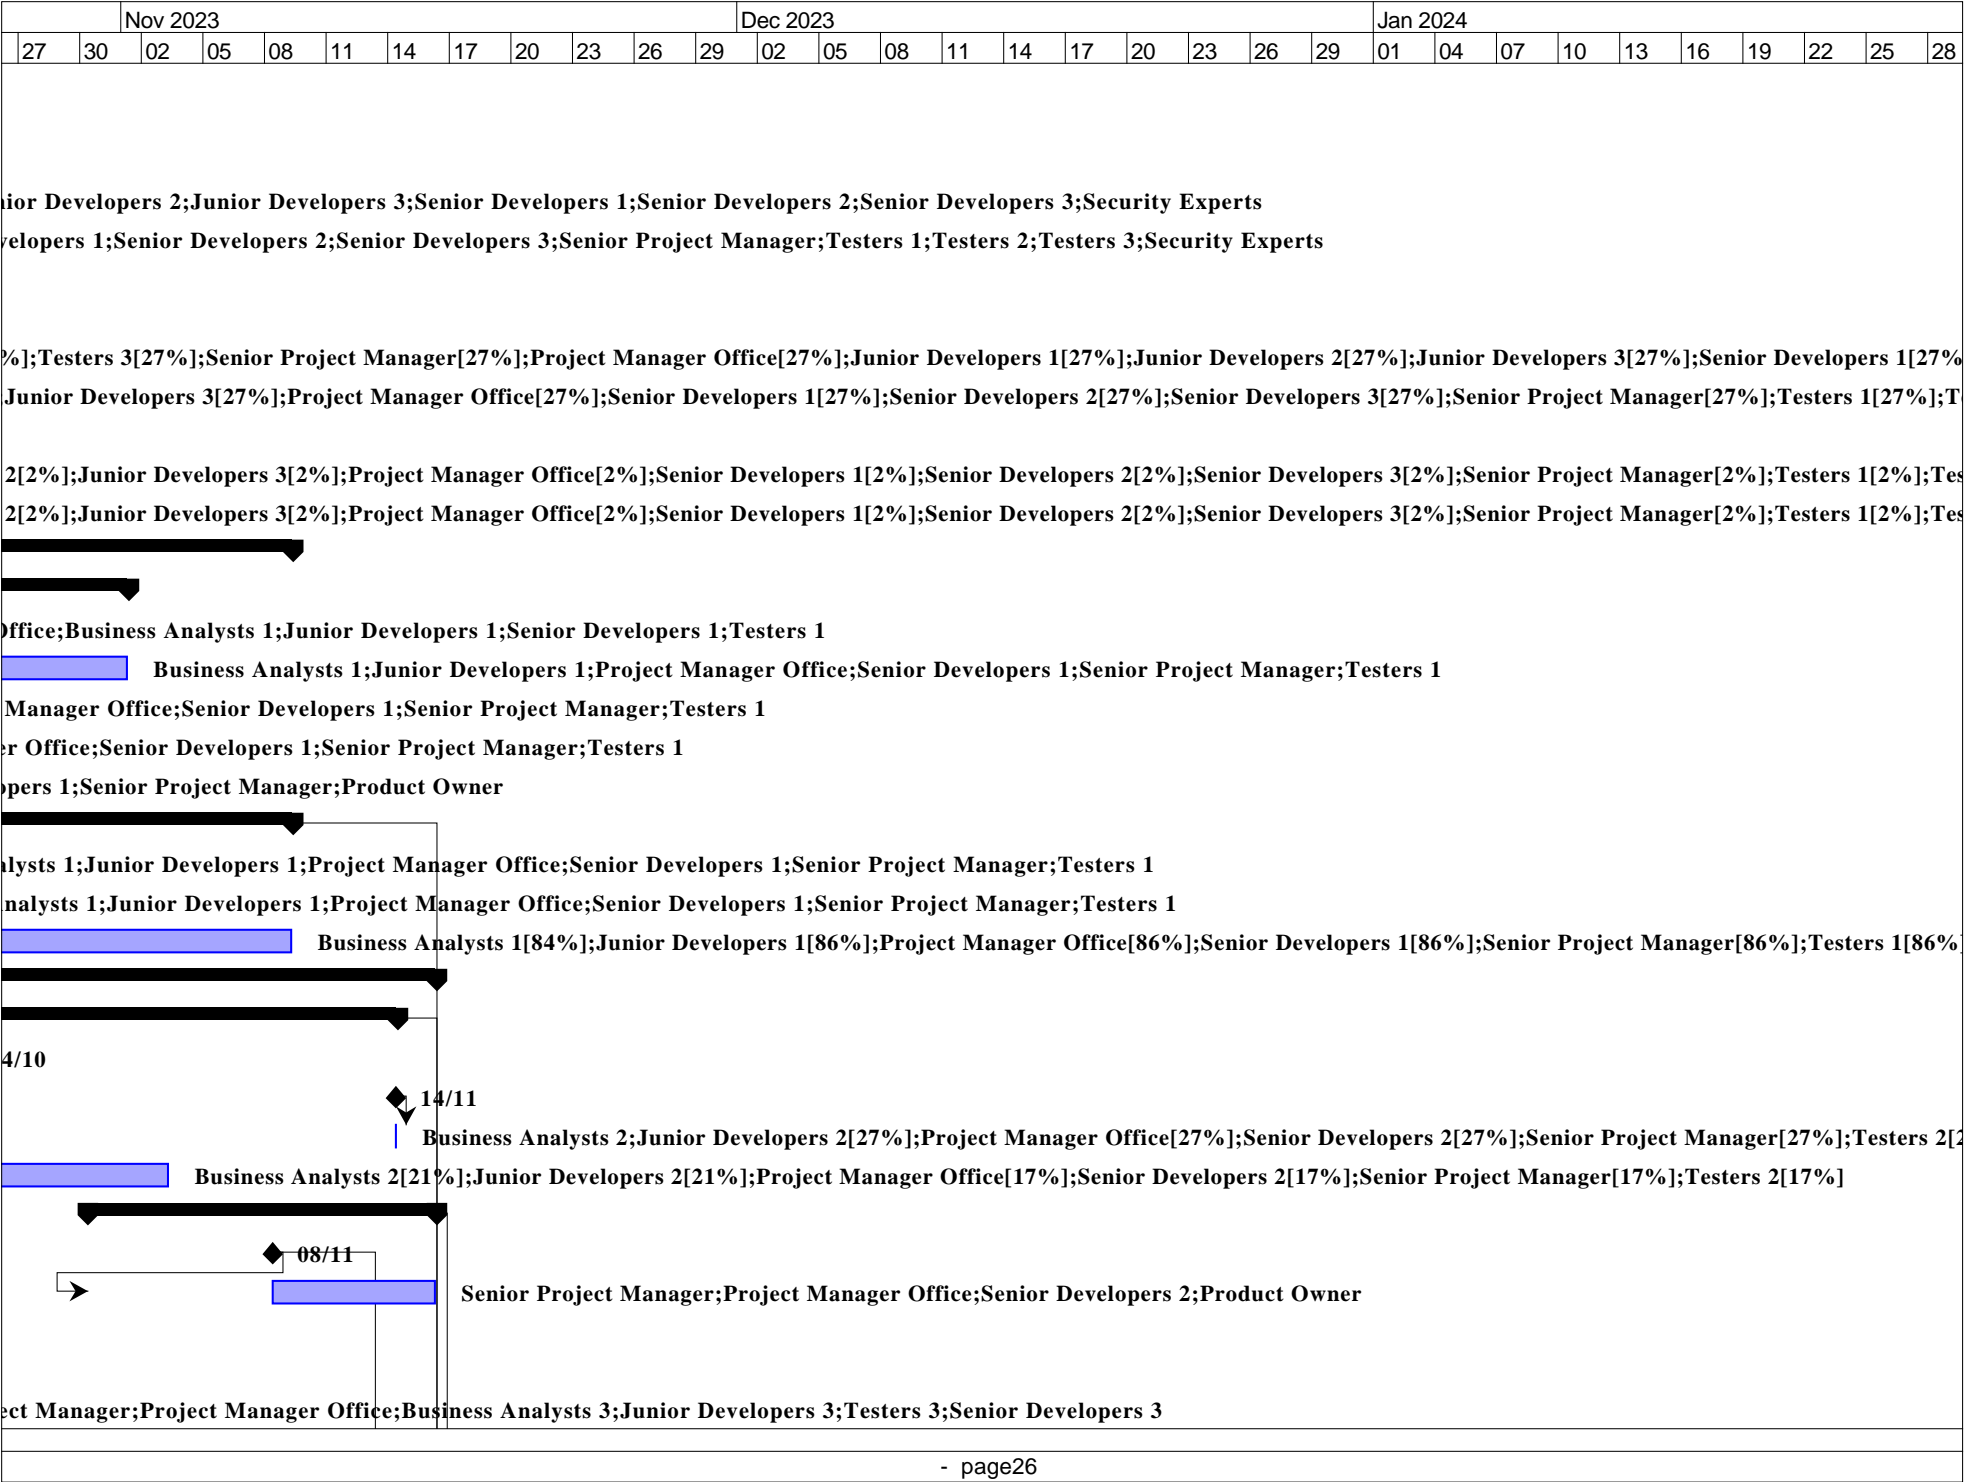 Nov 2023 Dec 2023 Jan 2024
27 30 02 05 08 11 14 17 20 23 26 29 02 05 08 11 14 17 20 23 26 29 01 04 07 10 13 16 19 22 25 28
ior Developers 2;Junior Developers 3;Senior Developers 1;Senior Developers 2;Senior Developers 3;Security Experts
velopers 1;Senior Developers 2;Senior Developers 3;Senior Project Manager;Testers 1;Testers 2;Testers 3;Security Experts
%];Testers 3[27%];Senior Project Manager[27%];Project Manager Office[27%];Junior Developers 1[27%];Junior Developers 2[27%];Junior Developers 3[27%];Senior Developers 1[27%
Junior Developers 3[27%];Project Manager Office[27%];Senior Developers 1[27%];Senior Developers 2[27%];Senior Developers 3[27%];Senior Project Manager[27%];Testers 1[27%];T
2[2%];Junior Developers 3[2%];Project Manager Office[2%];Senior Developers 1[2%];Senior Developers 2[2%];Senior Developers 3[2%];Senior Project Manager[2%];Testers 1[2%];Tes
2[2%];Junior Developers 3[2%];Project Manager Office[2%];Senior Developers 1[2%];Senior Developers 2[2%];Senior Developers 3[2%];Senior Project Manager[2%];Testers 1[2%];Tes
Office;Business Analysts 1;Junior Developers 1;Senior Developers 1;Testers 1
Business Analysts 1;Junior Developers 1;Project Manager Office;Senior Developers 1;Senior Project Manager;Testers 1
Manager Office;Senior Developers 1;Senior Project Manager;Testers 1
er Office;Senior Developers 1;Senior Project Manager;Testers 1
opers 1;Senior Project Manager;Product Owner
alysts 1;Junior Developers 1;Project Manager Office;Senior Developers 1;Senior Project Manager;Testers 1
nalysts 1;Junior Developers 1;Project Manager Office;Senior Developers 1;Senior Project Manager;Testers 1
Business Analysts 1[84%];Junior Developers 1[86%];Project Manager Office[86%];Senior Developers 1[86%];Senior Project Manager[86%];Testers 1[86%]
4/10
14/11
Business Analysts 2;Junior Developers 2[27%];Project Manager Office[27%];Senior Developers 2[27%];Senior Project Manager[27%];Testers 2[2
Business Analysts 2[21%];Junior Developers 2[21%];Project Manager Office[17%];Senior Developers 2[17%];Senior Project Manager[17%];Testers 2[17%]
08/11
Senior Project Manager;Project Manager Office;Senior Developers 2;Product Owner
ect Manager;Project Manager Office;Business Analysts 3;Junior Developers 3;Testers 3;Senior Developers 3
- page26